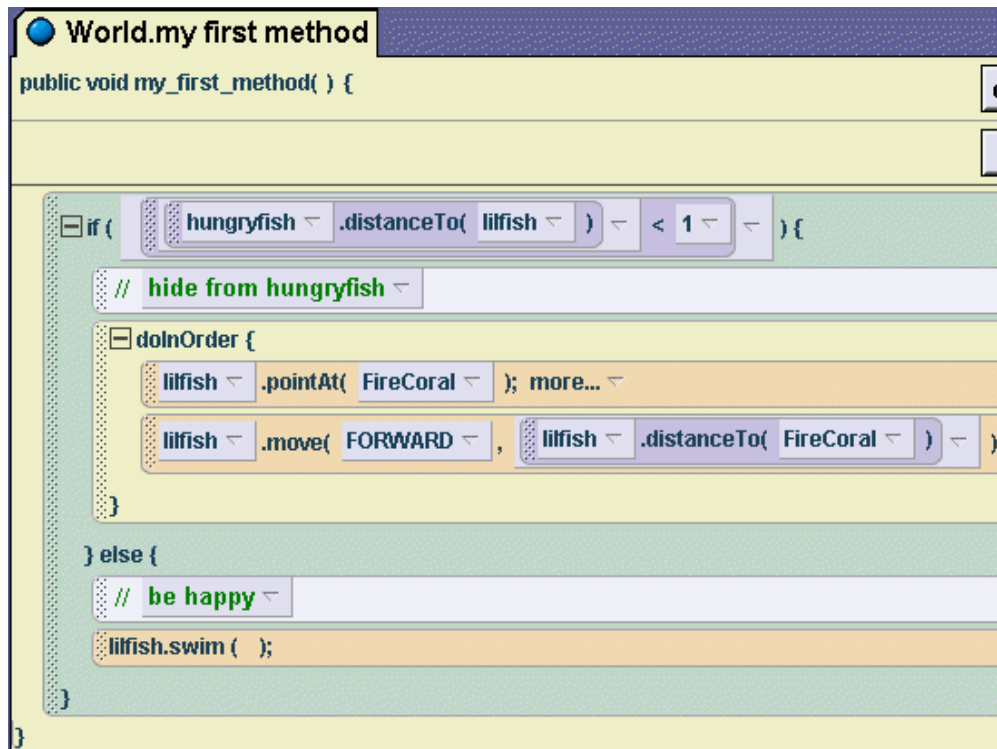 World.my first method
public void my_first_method( ) {
if ( hungryfish .distanceTo( lilfish ) < 1 ) {
// hide from hungryfish
doInOrder {
lilfish .pointAt( FireCoral ); more...
lilfish .move( FORWARD , lilfish .distanceTo( FireCoral ) )
}
} else {
// be happy
lilfish.swim ( );
}
}